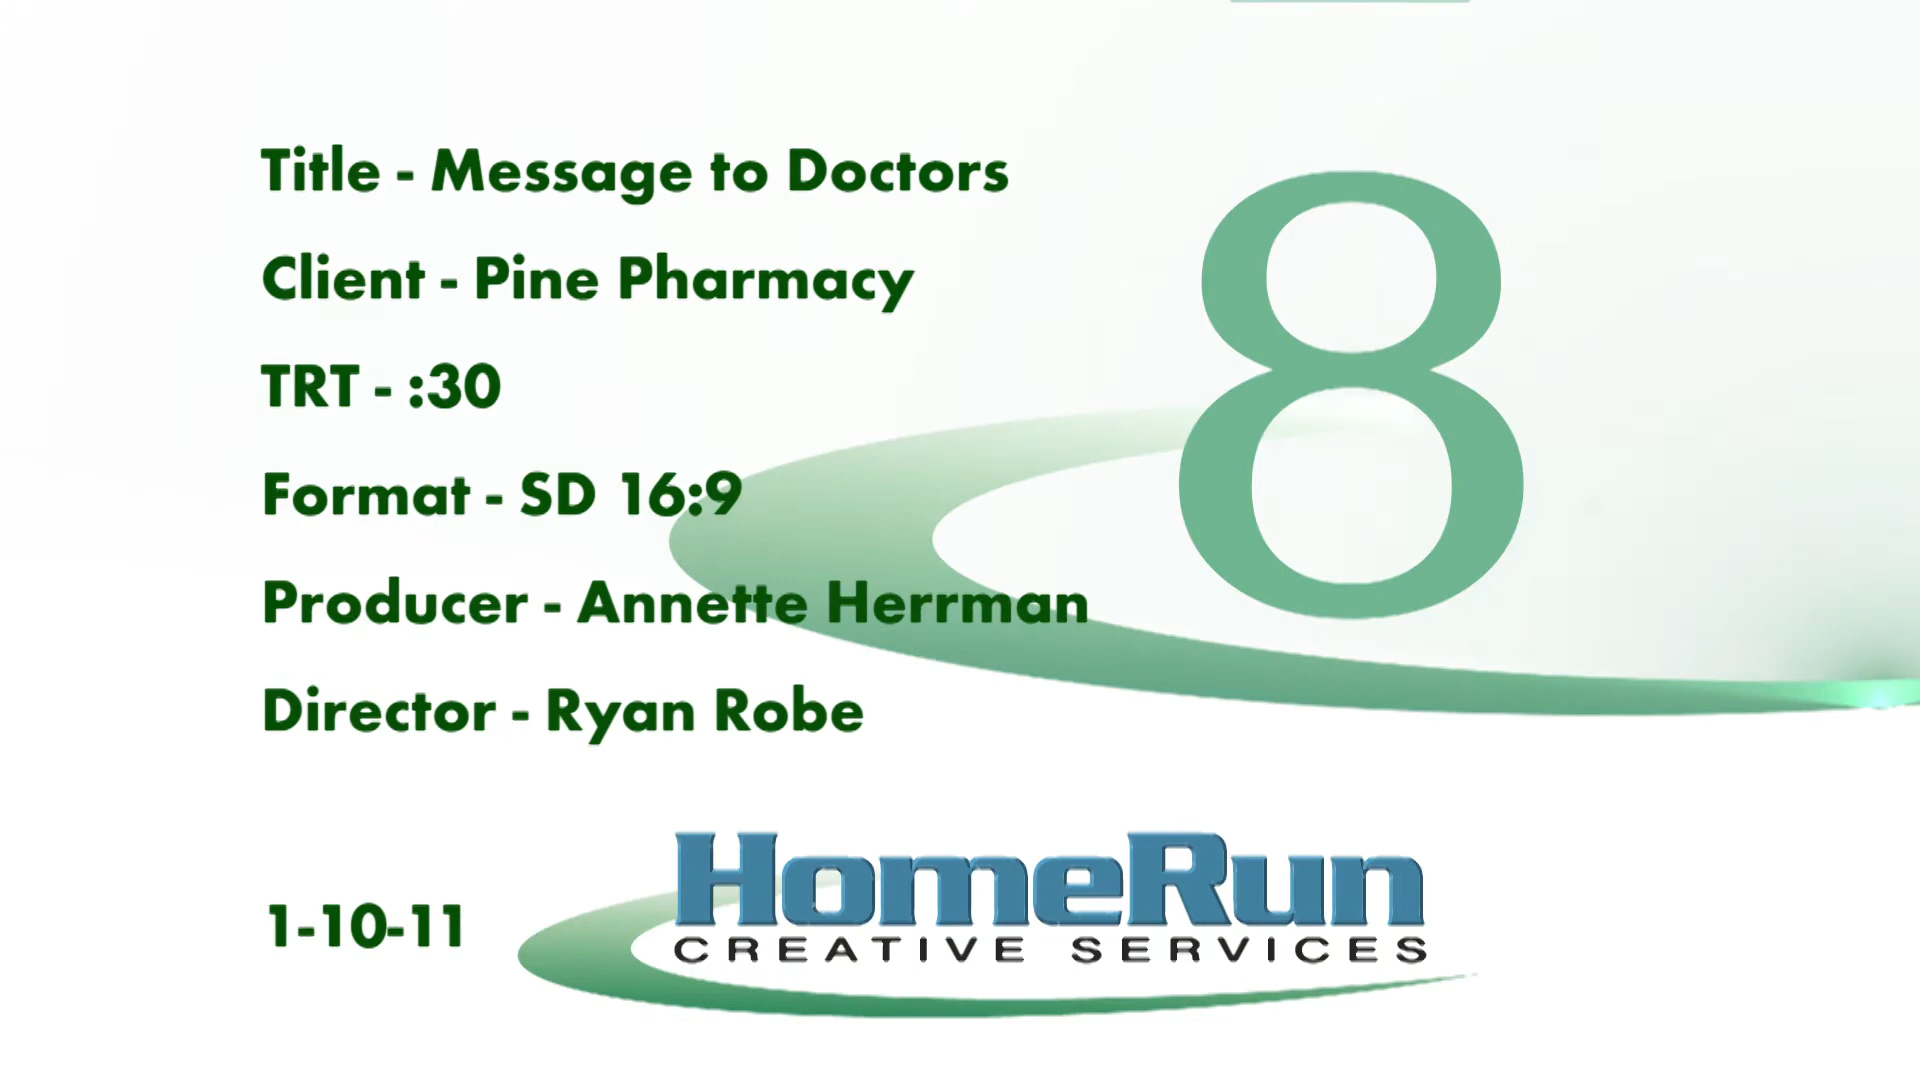 Title - Message to Doctors
Client - Pine Pharmacy
TRT - :30
Format - SD 16:9
Producer - Annette Herrman
Director - Ryan Robe
8
1-10-11
HomeRun
CREATIVE SERVICES